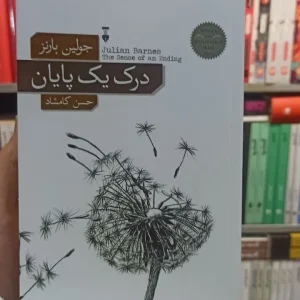 جولین بارنز
Julian Barnes
The Sense of an Ending
درک یک پایان
حسن کامشاد